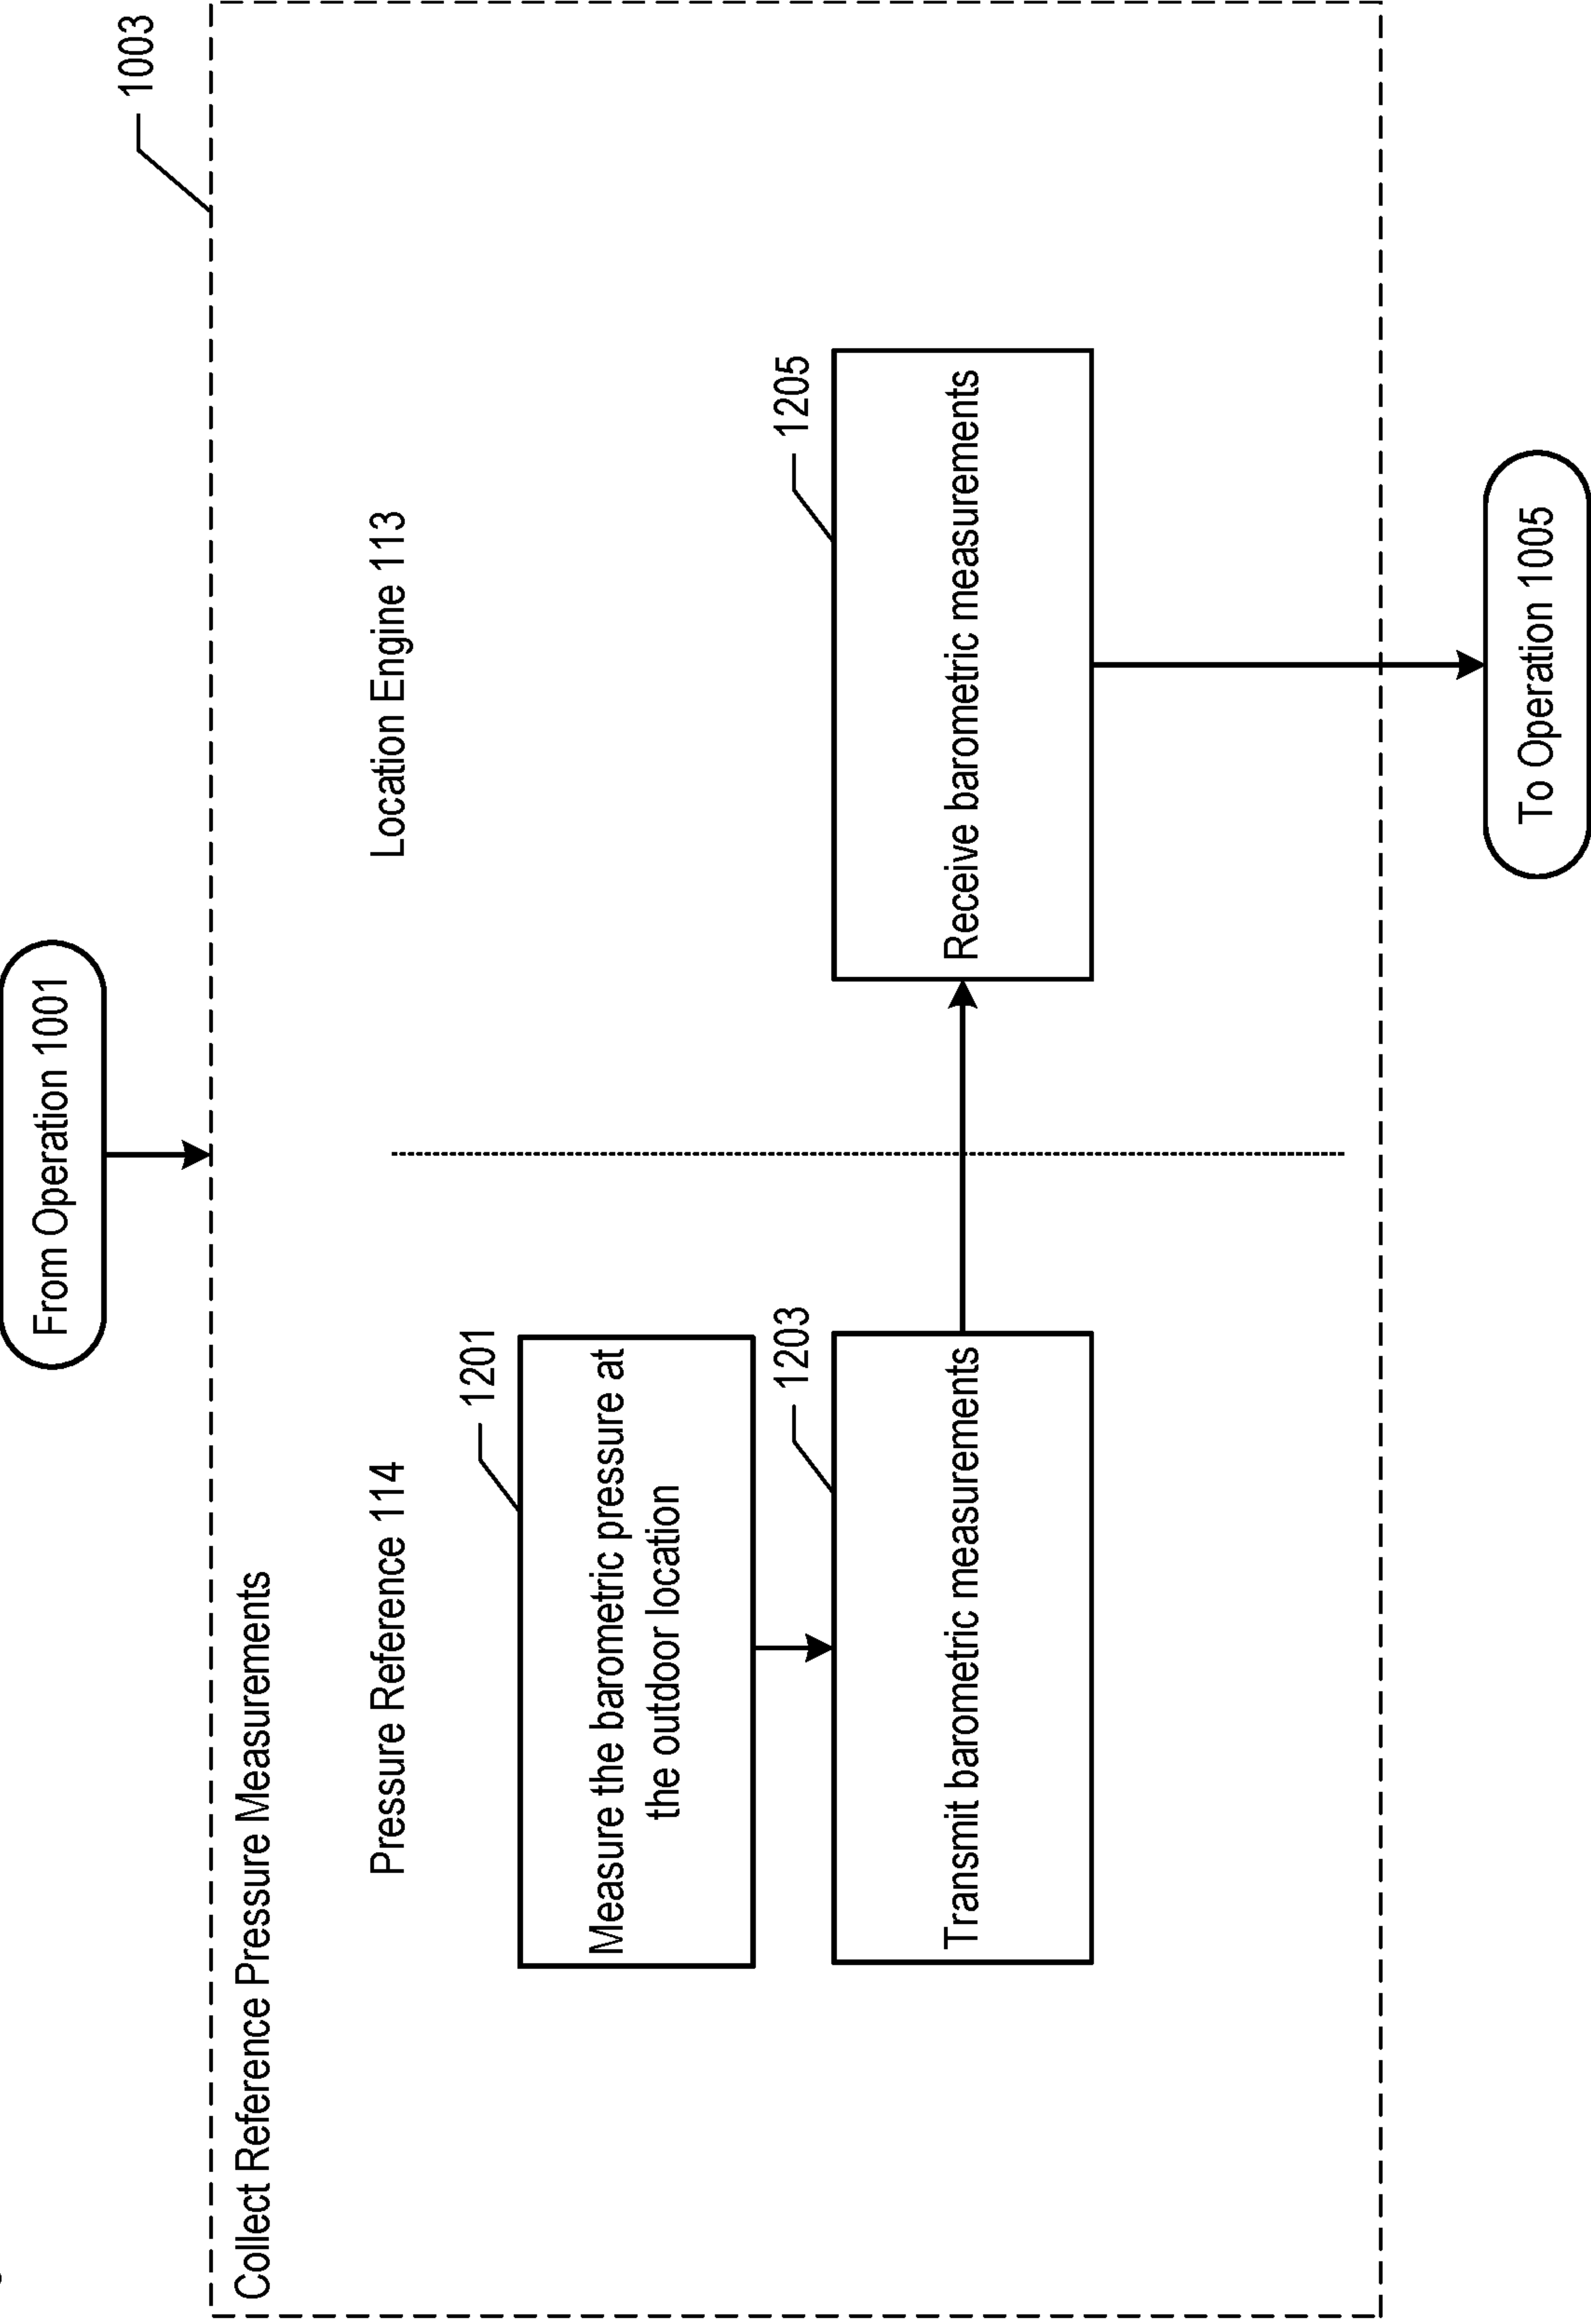 From Operation 1001
1003
Collect Reference Pressure Measurements
Pressure Reference 114
Location Engine 113
1201
Measure the barometric pressure at
the outdoor location
1203
Transmit barometric measurements
1205
Receive barometric measurements
To Operation 1005